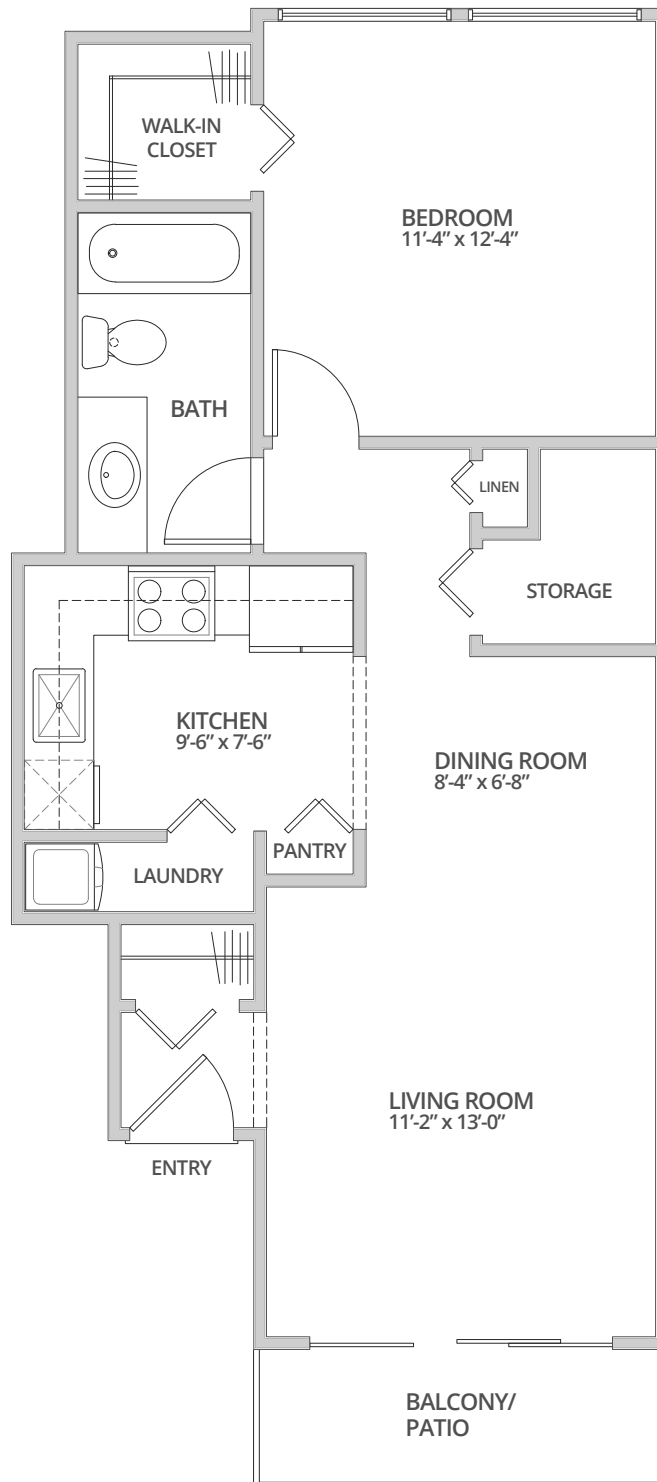 WALK-IN
CLOSET
BEDROOM
11’-4” x 12’-4”
BATH
LINEN
STORAGE
KITCHEN
9’-6” x 7’-6”
DINING ROOM
8’-4” x 6’-8”
PANTRY
LAUNDRY
LIVING ROOM
11’-2” x 13’-0”
ENTRY
BALCONY/
PATIO